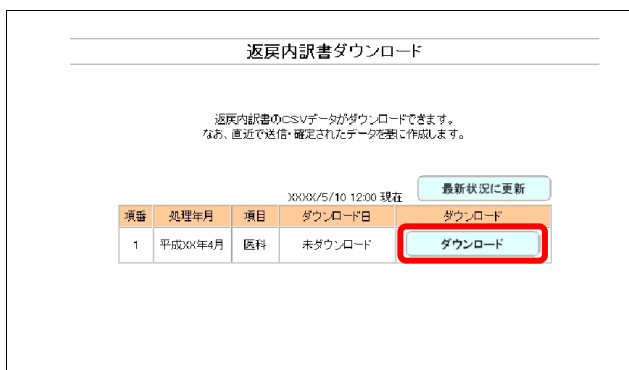 返戻内訳書ダウンロード
返戻内訳書のCSVデータがダウンロードできます。
なお、直近で送信・確定されたデータを基に作成します。
XXXX/5/10 12:00 現在 最新状況に更新
項番 処理年月 項目 ダウンロード日 ダウンロード
1 平成XX年4月 医科 未ダウンロード ダウンロード